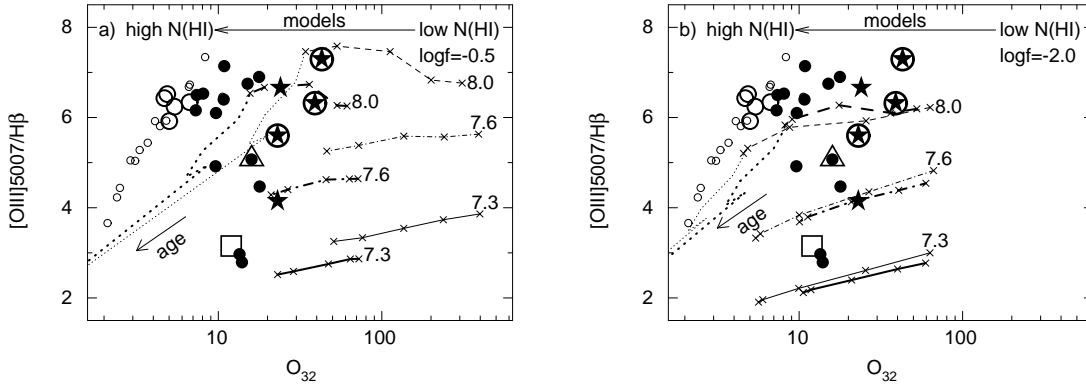 models
a) high N(HI) low N(HI)
logf=-0.5
8.0
8.0
7.6
7.6
7.3
7.3
age
8
6
4
2
10 100
[OIII]5007/Hβ
O32
models
b) high N(HI) low N(HI)
logf=-2.0
8.0
7.6
7.3
age
8
6
4
2
10 100
[OIII]5007/Hβ
O32